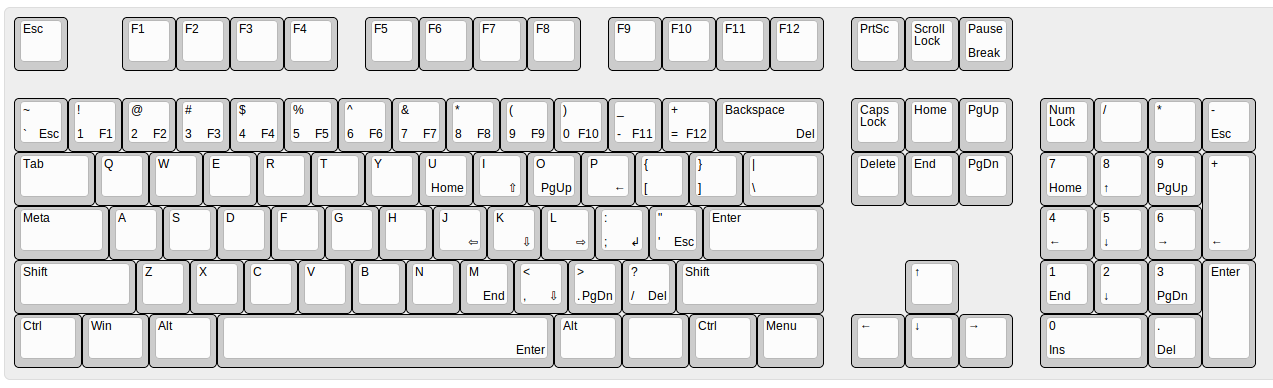 Esc F1 F2 F3 F4 F5 F6 F7 F8 F9 F10 F11 F12 PrtSc Scroll Lock Pause Break
~ ` Esc ! 1 F1 @ 2 F2 # 3 F3 $ 4 F4 % 5 F5 ^ 6 F6 & 7 F7 * 8 F8 ( 9 F9 ) 0 F10 _ - F11 + = F12 Backspace Del Caps Lock Home PgUp Num Lock / * - Esc
Tab Q W E R T Y U Home I ⇧ O PgUp P ← { [ } ] | \ Delete End PgDn 7 Home 8 ↑ 9 PgUp + ←
Meta A S D F G H J ⇦ K ⇩ L ⇨ : ; ↲ " ' Esc Enter 4 ← 5 ↓ 6 →
Shift Z X C V B N M End < , ⇩ > . PgDn ? / Del Shift ↑ 1 End 2 ↓ 3 PgDn Enter
Ctrl Win Alt Enter Alt Ctrl Menu ← ↓ → 0 Ins . Del